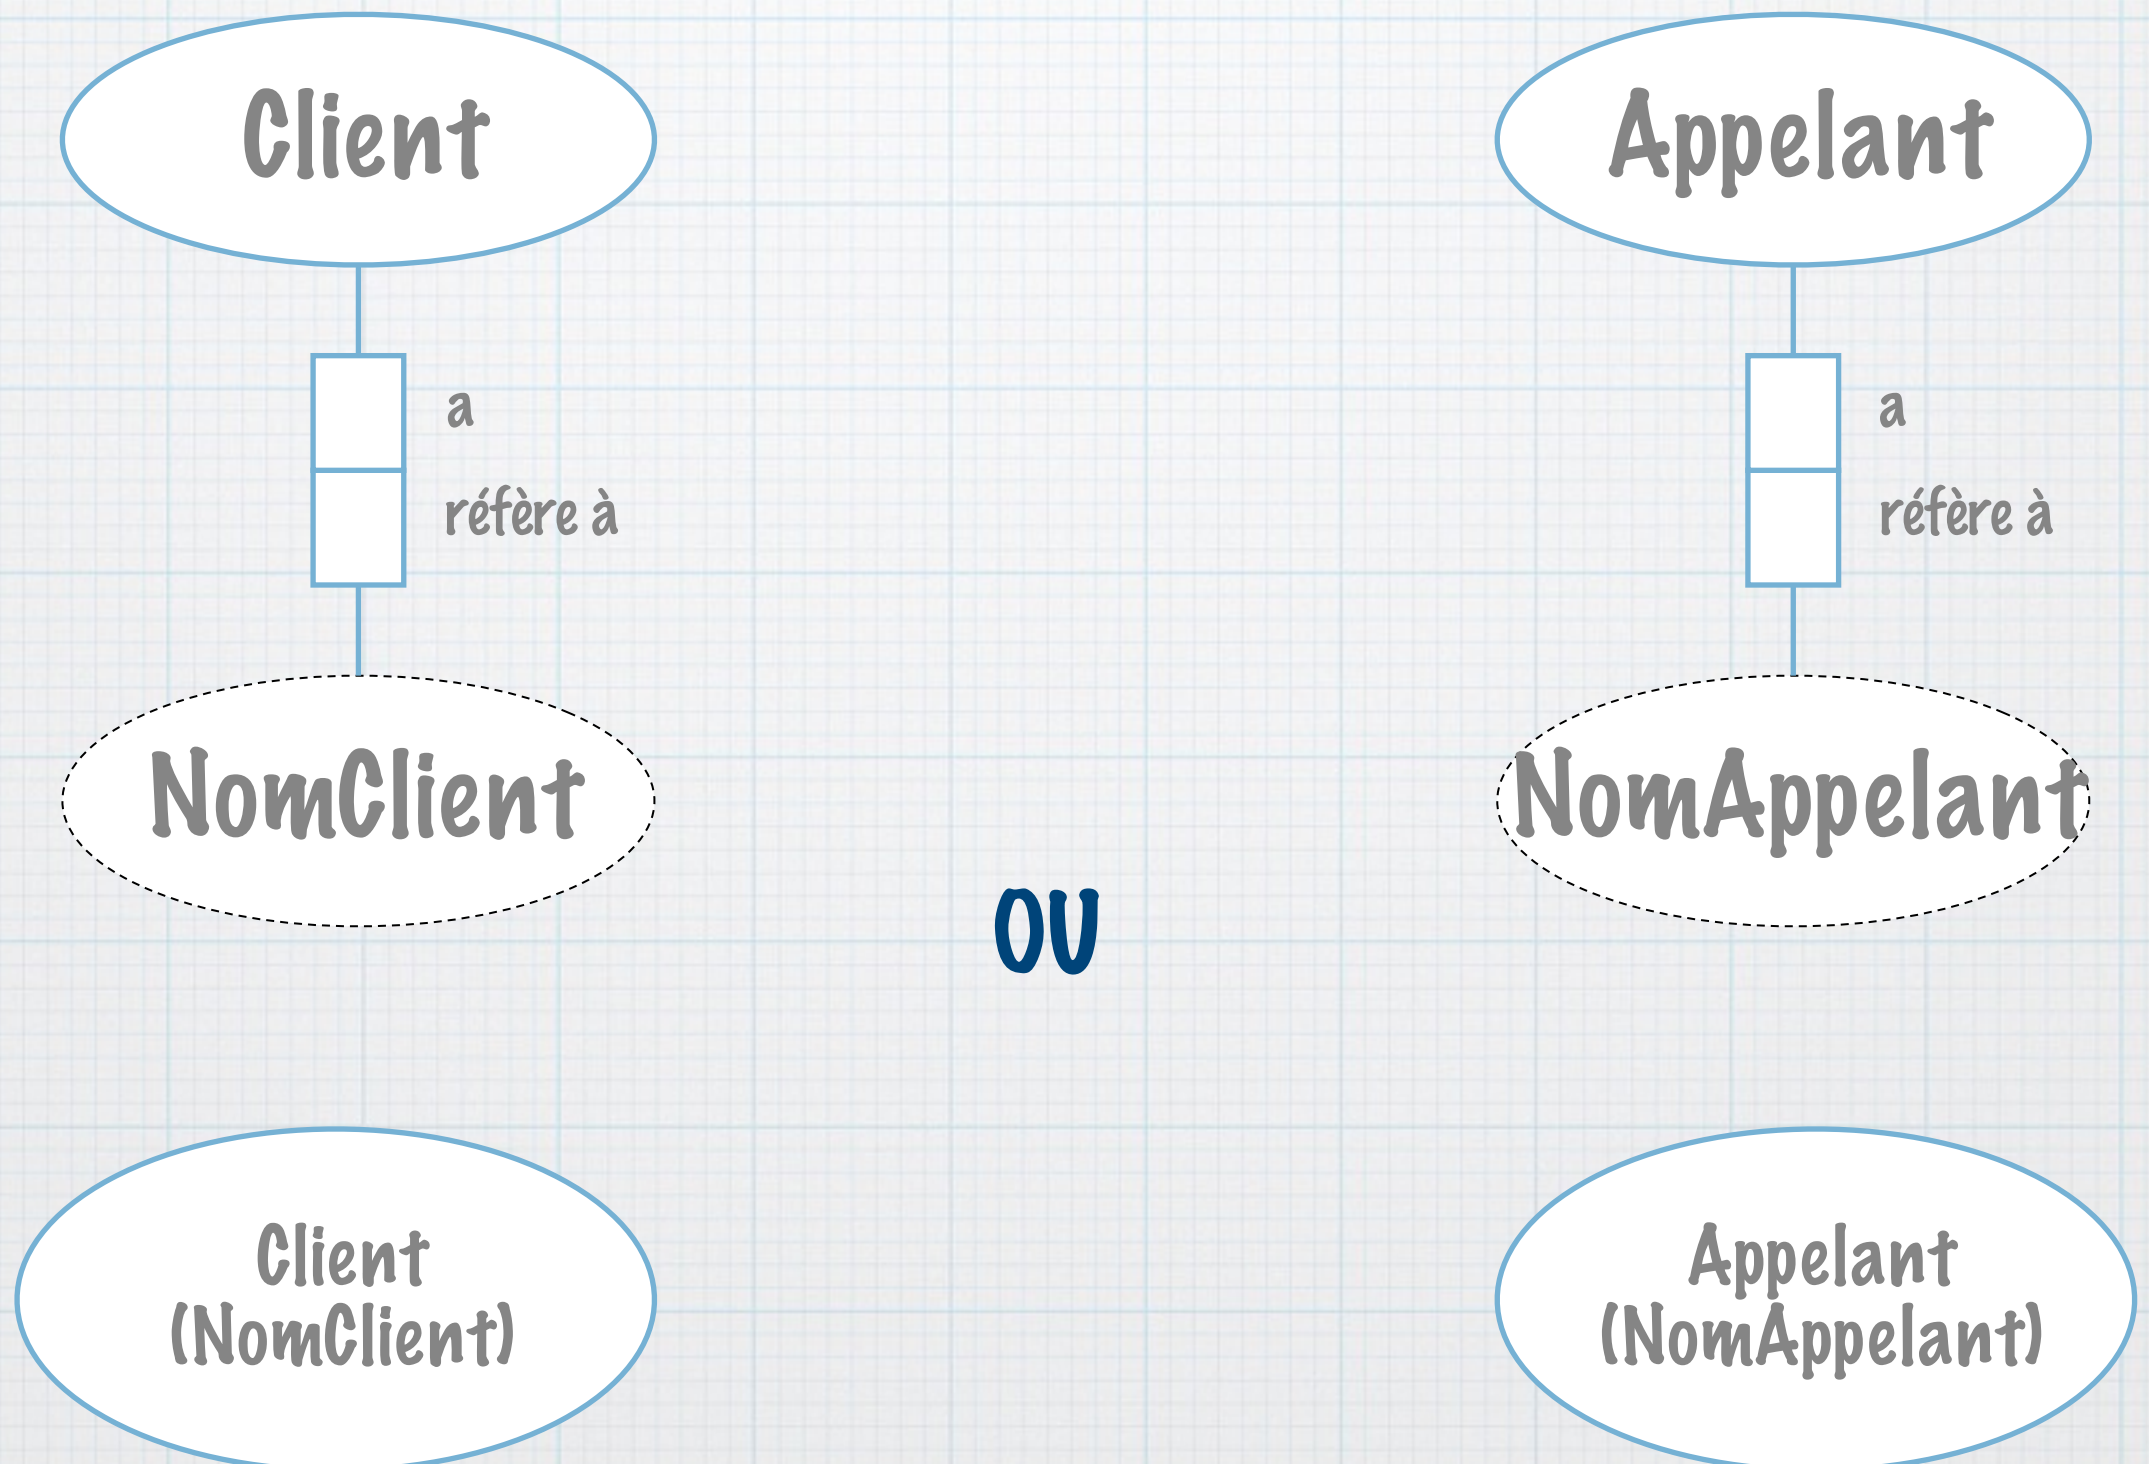 Client
Appelant
a
a
réfère à
réfère à
NomClient
NomAppelant
OU
Client
(NomClient)
Appelant
(NomAppelant)